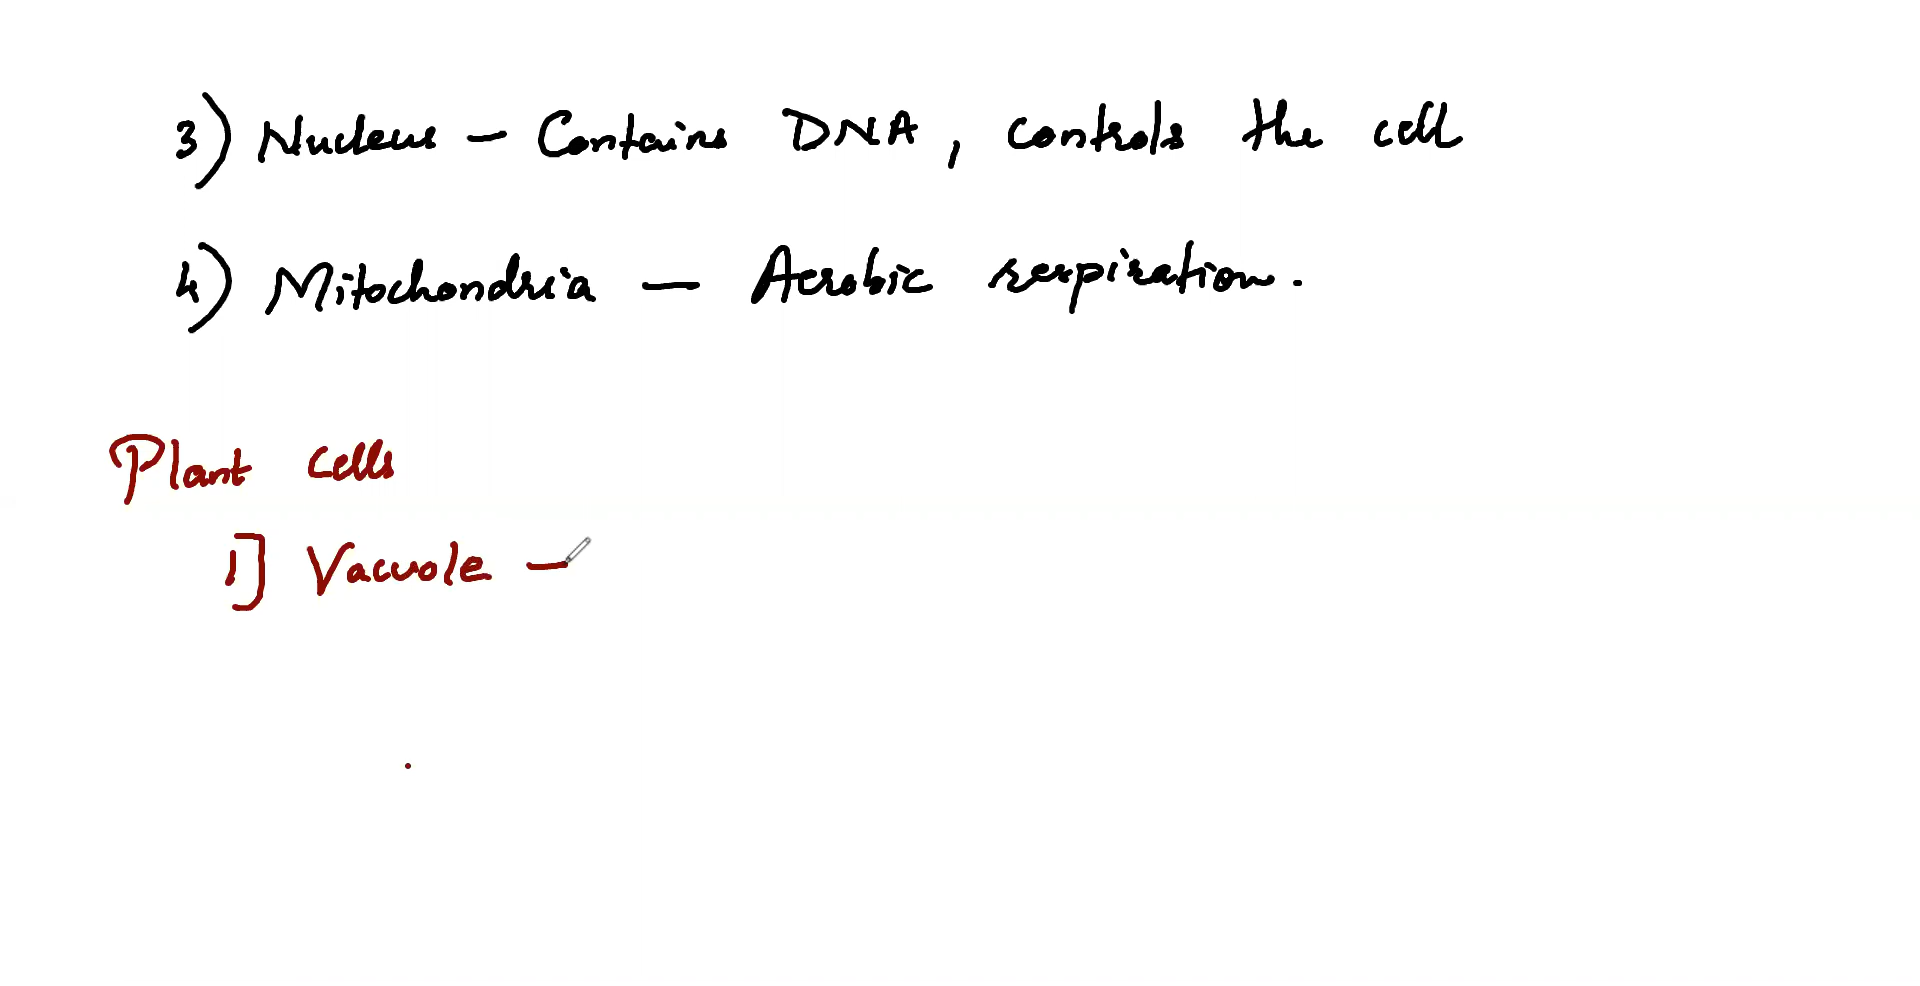 3) Nucleus - Contains DNA, controls the cell
4) Mitochondria - Aerobic respiration.
Plant cells
1] Vacuole -